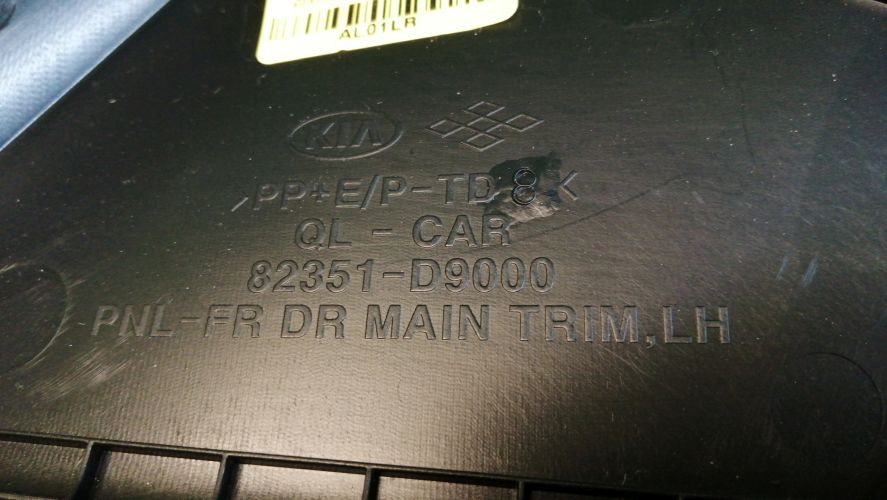 AL01LR
KIA
>PP+E/P-TD 8<
QL - CAR
82351-D9000
PNL-FR DR MAIN TRIM,LH